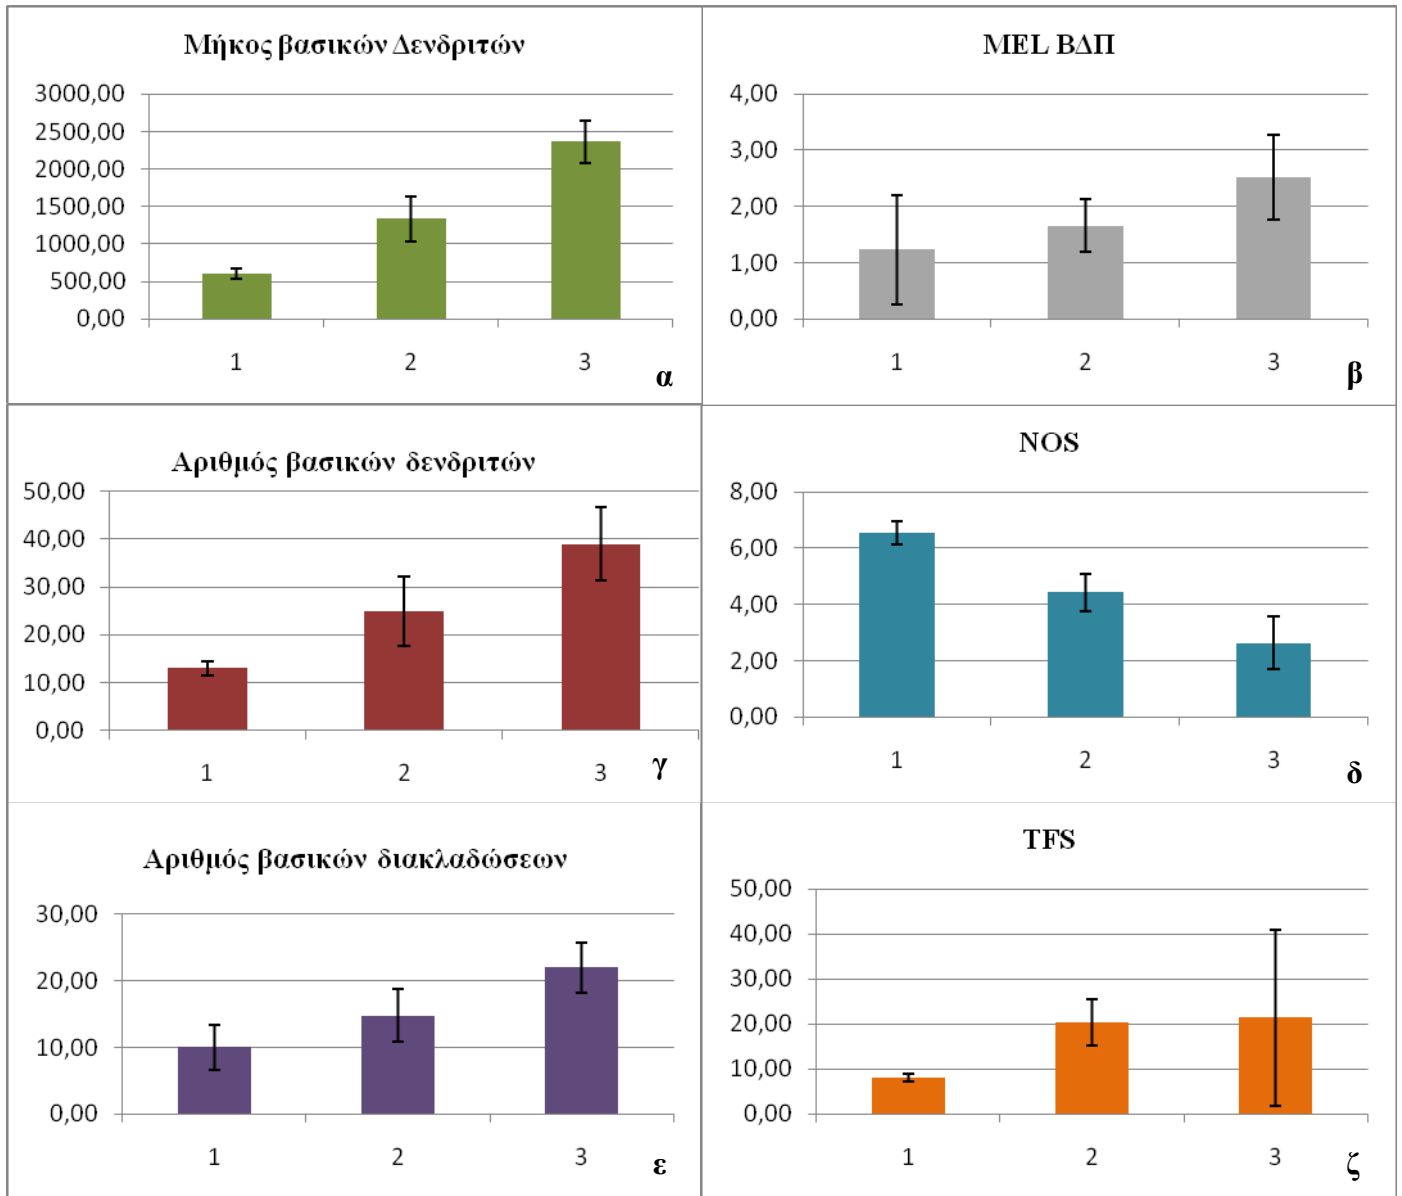 Μήκος βασικών Δενδριτών
3000,00
2500,00
2000,00
1500,00
1000,00
500,00
0,00
1 2 3
α
MEL ΒΔΠ
4,00
3,00
2,00
1,00
0,00
1 2 3
β
Αριθμός βασικών δενδριτών
50,00
40,00
30,00
20,00
10,00
0,00
1 2 3
γ
NOS
8,00
6,00
4,00
2,00
0,00
1 2 3
δ
Αριθμός βασικών διακλαδώσεων
30,00
20,00
10,00
0,00
1 2 3
ε
TFS
50,00
40,00
30,00
20,00
10,00
0,00
1 2 3
ζ